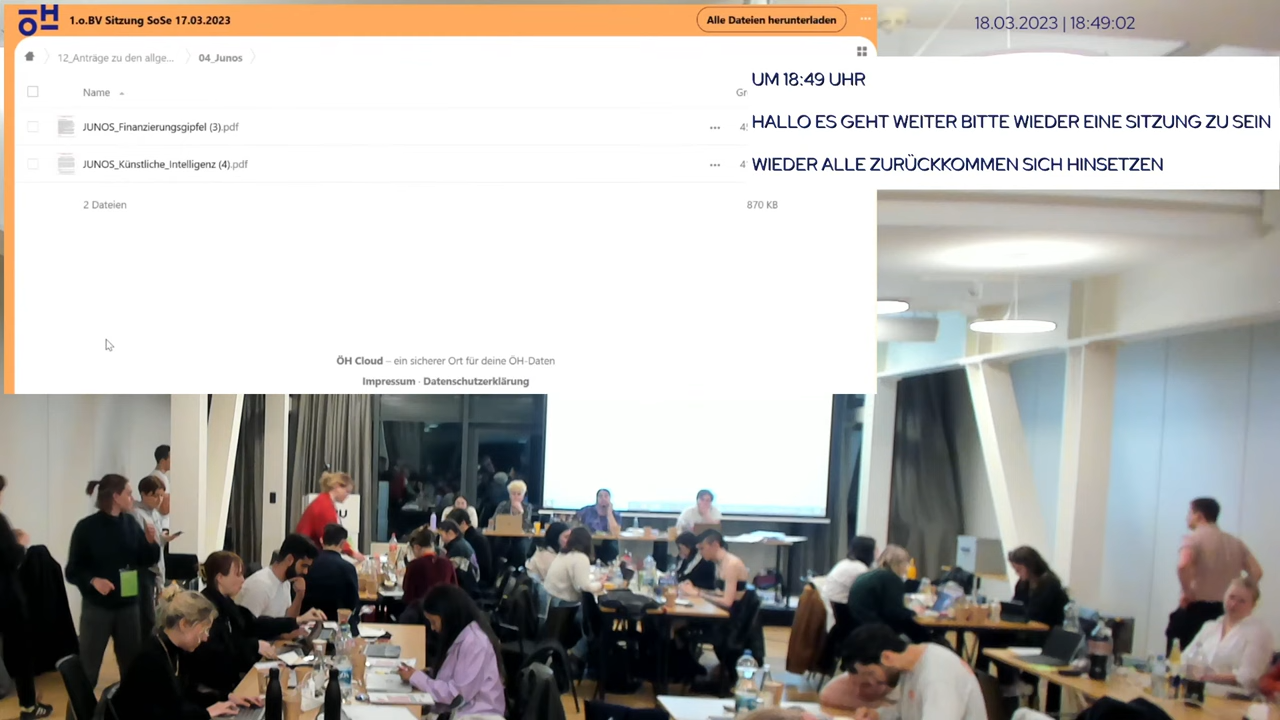 ÖH
1.o.BV Sitzung SoSe 17.03.2023
Alle Dateien herunterladen
18.03.2023 | 18:49:02
12_Anträge zu den allge...
04_Junos
Name
JUNOS_Finanzierungsgipfel (3).pdf
JUNOS_Künstliche_Intelligenz (4).pdf
2 Dateien
870 KB
UM 18:49 UHR
HALLO ES GEHT WEITER BITTE WIEDER EINE SITZUNG ZU SEIN
WIEDER ALLE ZURÜCKKOMMEN SICH HINSETZEN
ÖH Cloud – ein sicherer Ort für deine ÖH-Daten
Impressum · Datenschutzerklärung